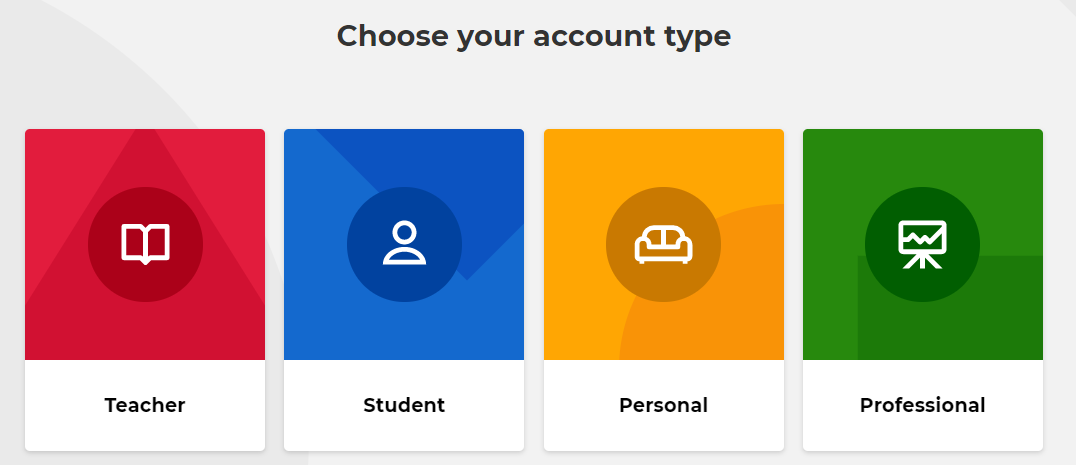 Choose your account type
Teacher
Student
Personal
Professional